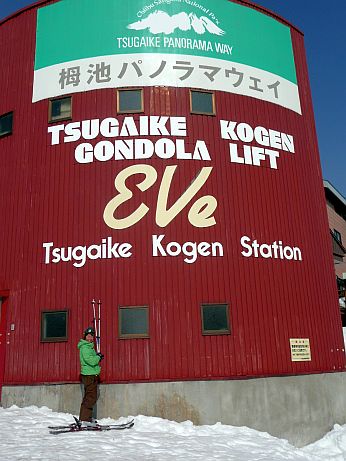 Chubu Sangaku National Park
TSUGAIKE PANORAMA WAY
栂池パノラマウェイ
TSUGAIKE KOGEN
GONDOLA LIFT
EVe
Tsugaike Kogen Station